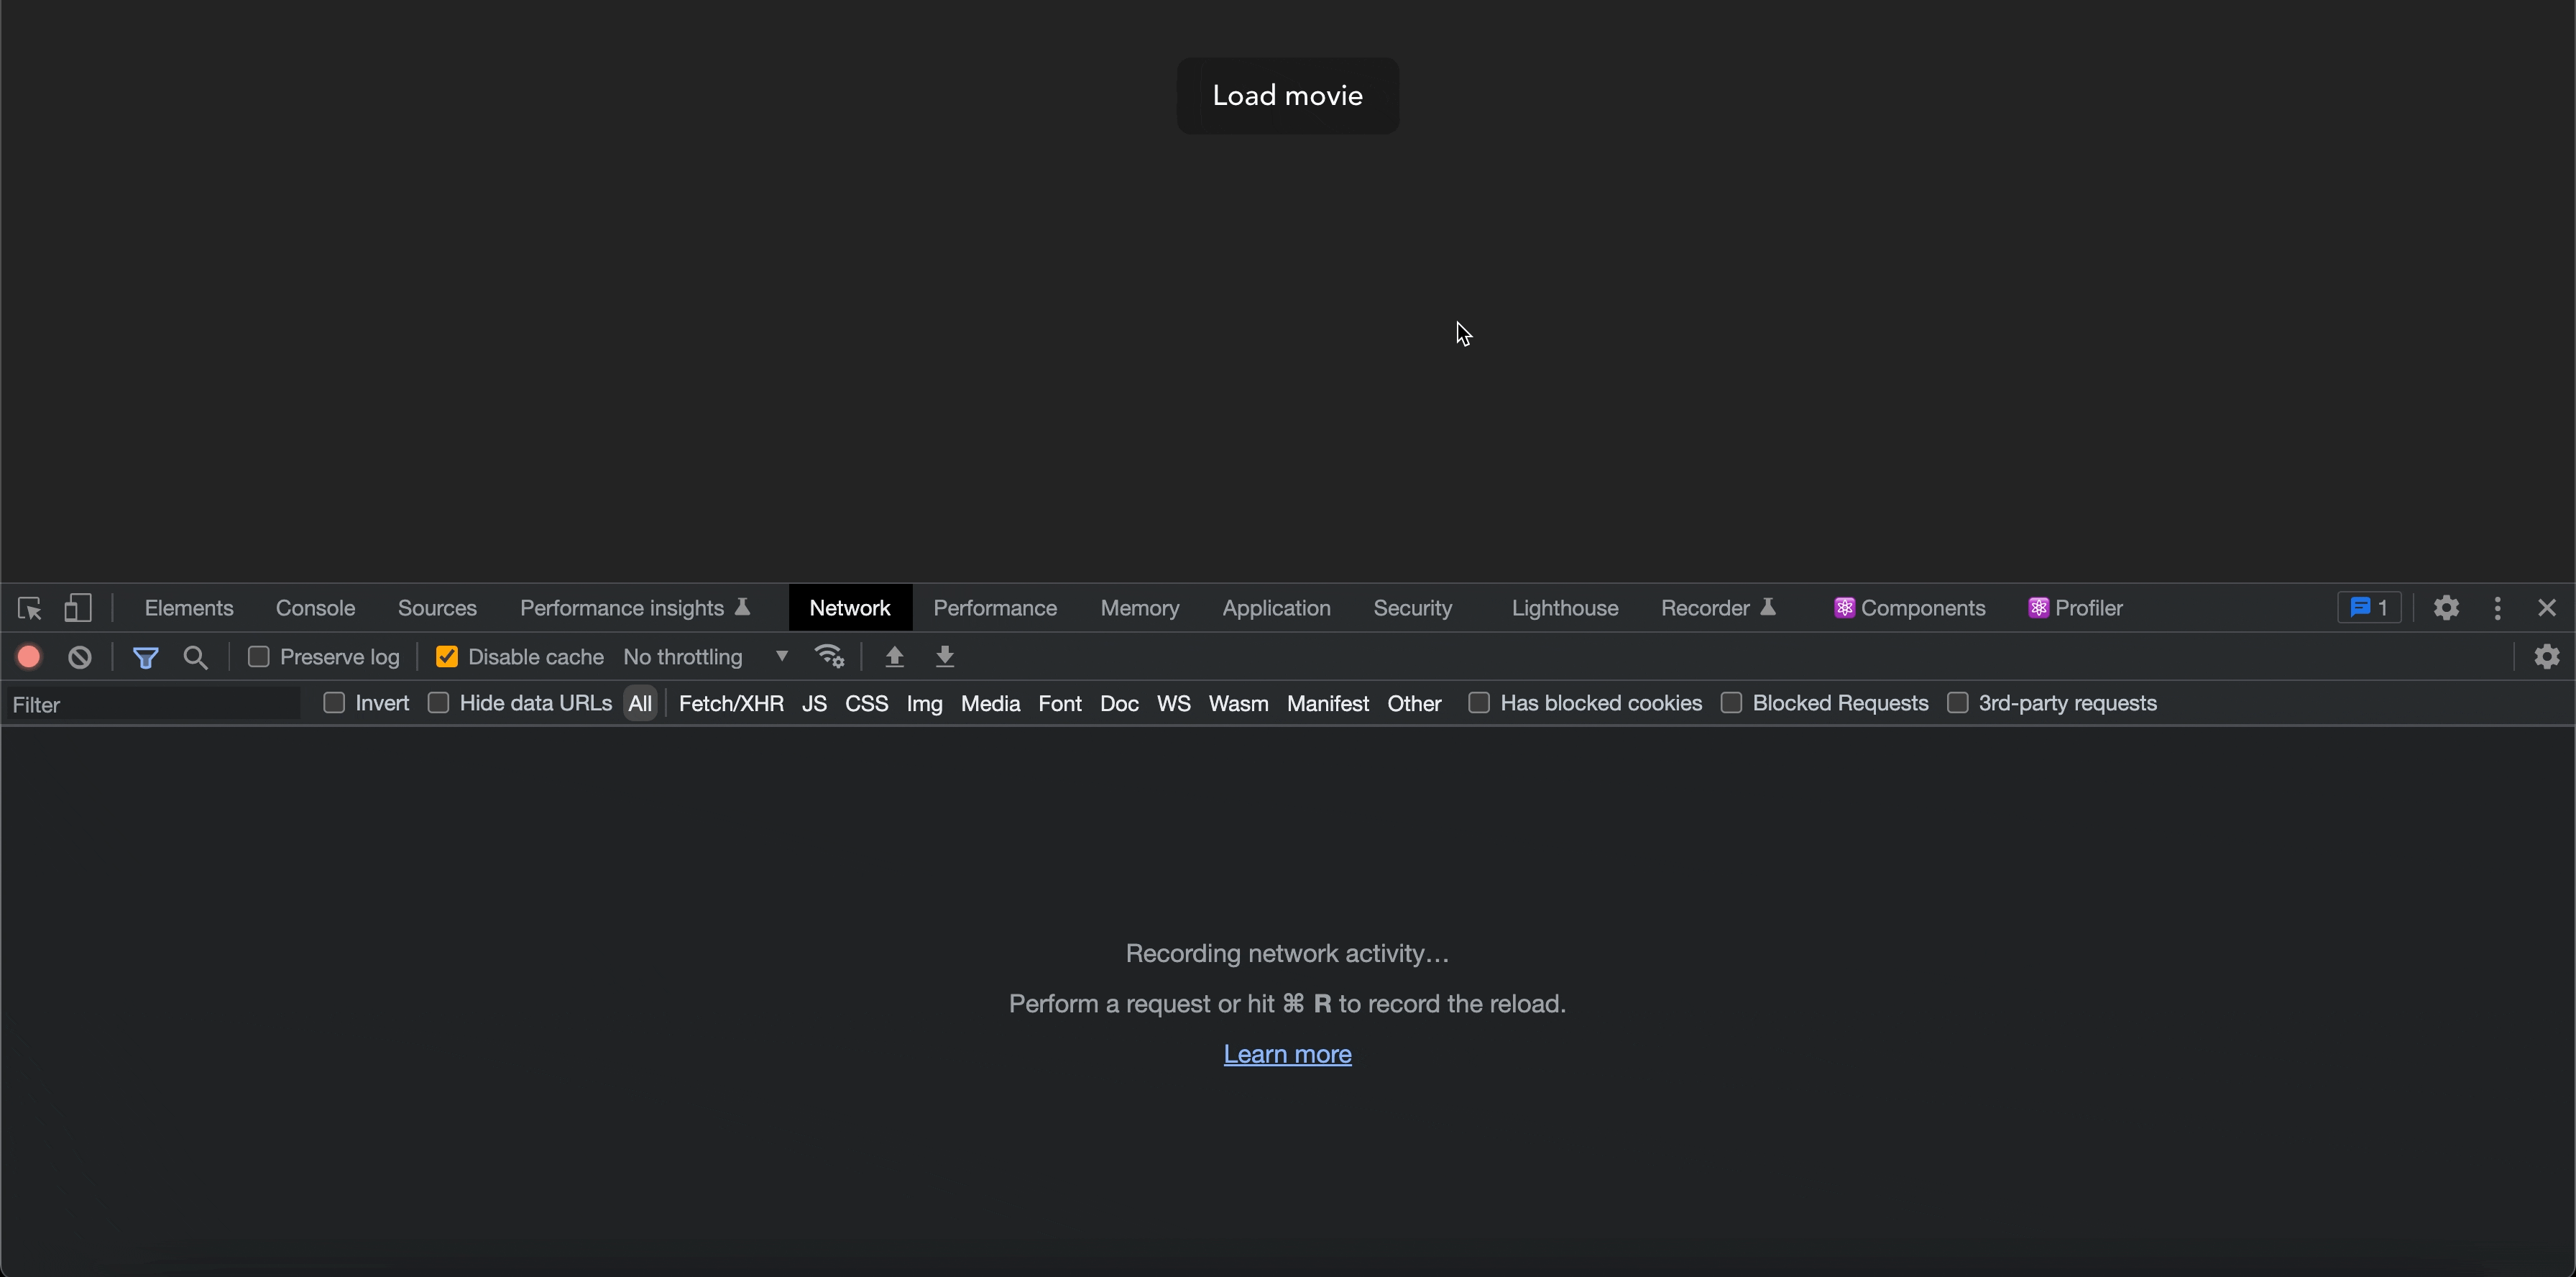 Load movie
Elements Console Sources Performance insights Network Performance Memory Application Security Lighthouse Recorder Components Profiler 1
Preserve log Disable cache No throttling
Filter Invert Hide data URLs All Fetch/XHR JS CSS Img Media Font Doc WS Wasm Manifest Other Has blocked cookies Blocked Requests 3rd-party requests
Recording network activity…
Perform a request or hit ⌘ R to record the reload.
Learn more